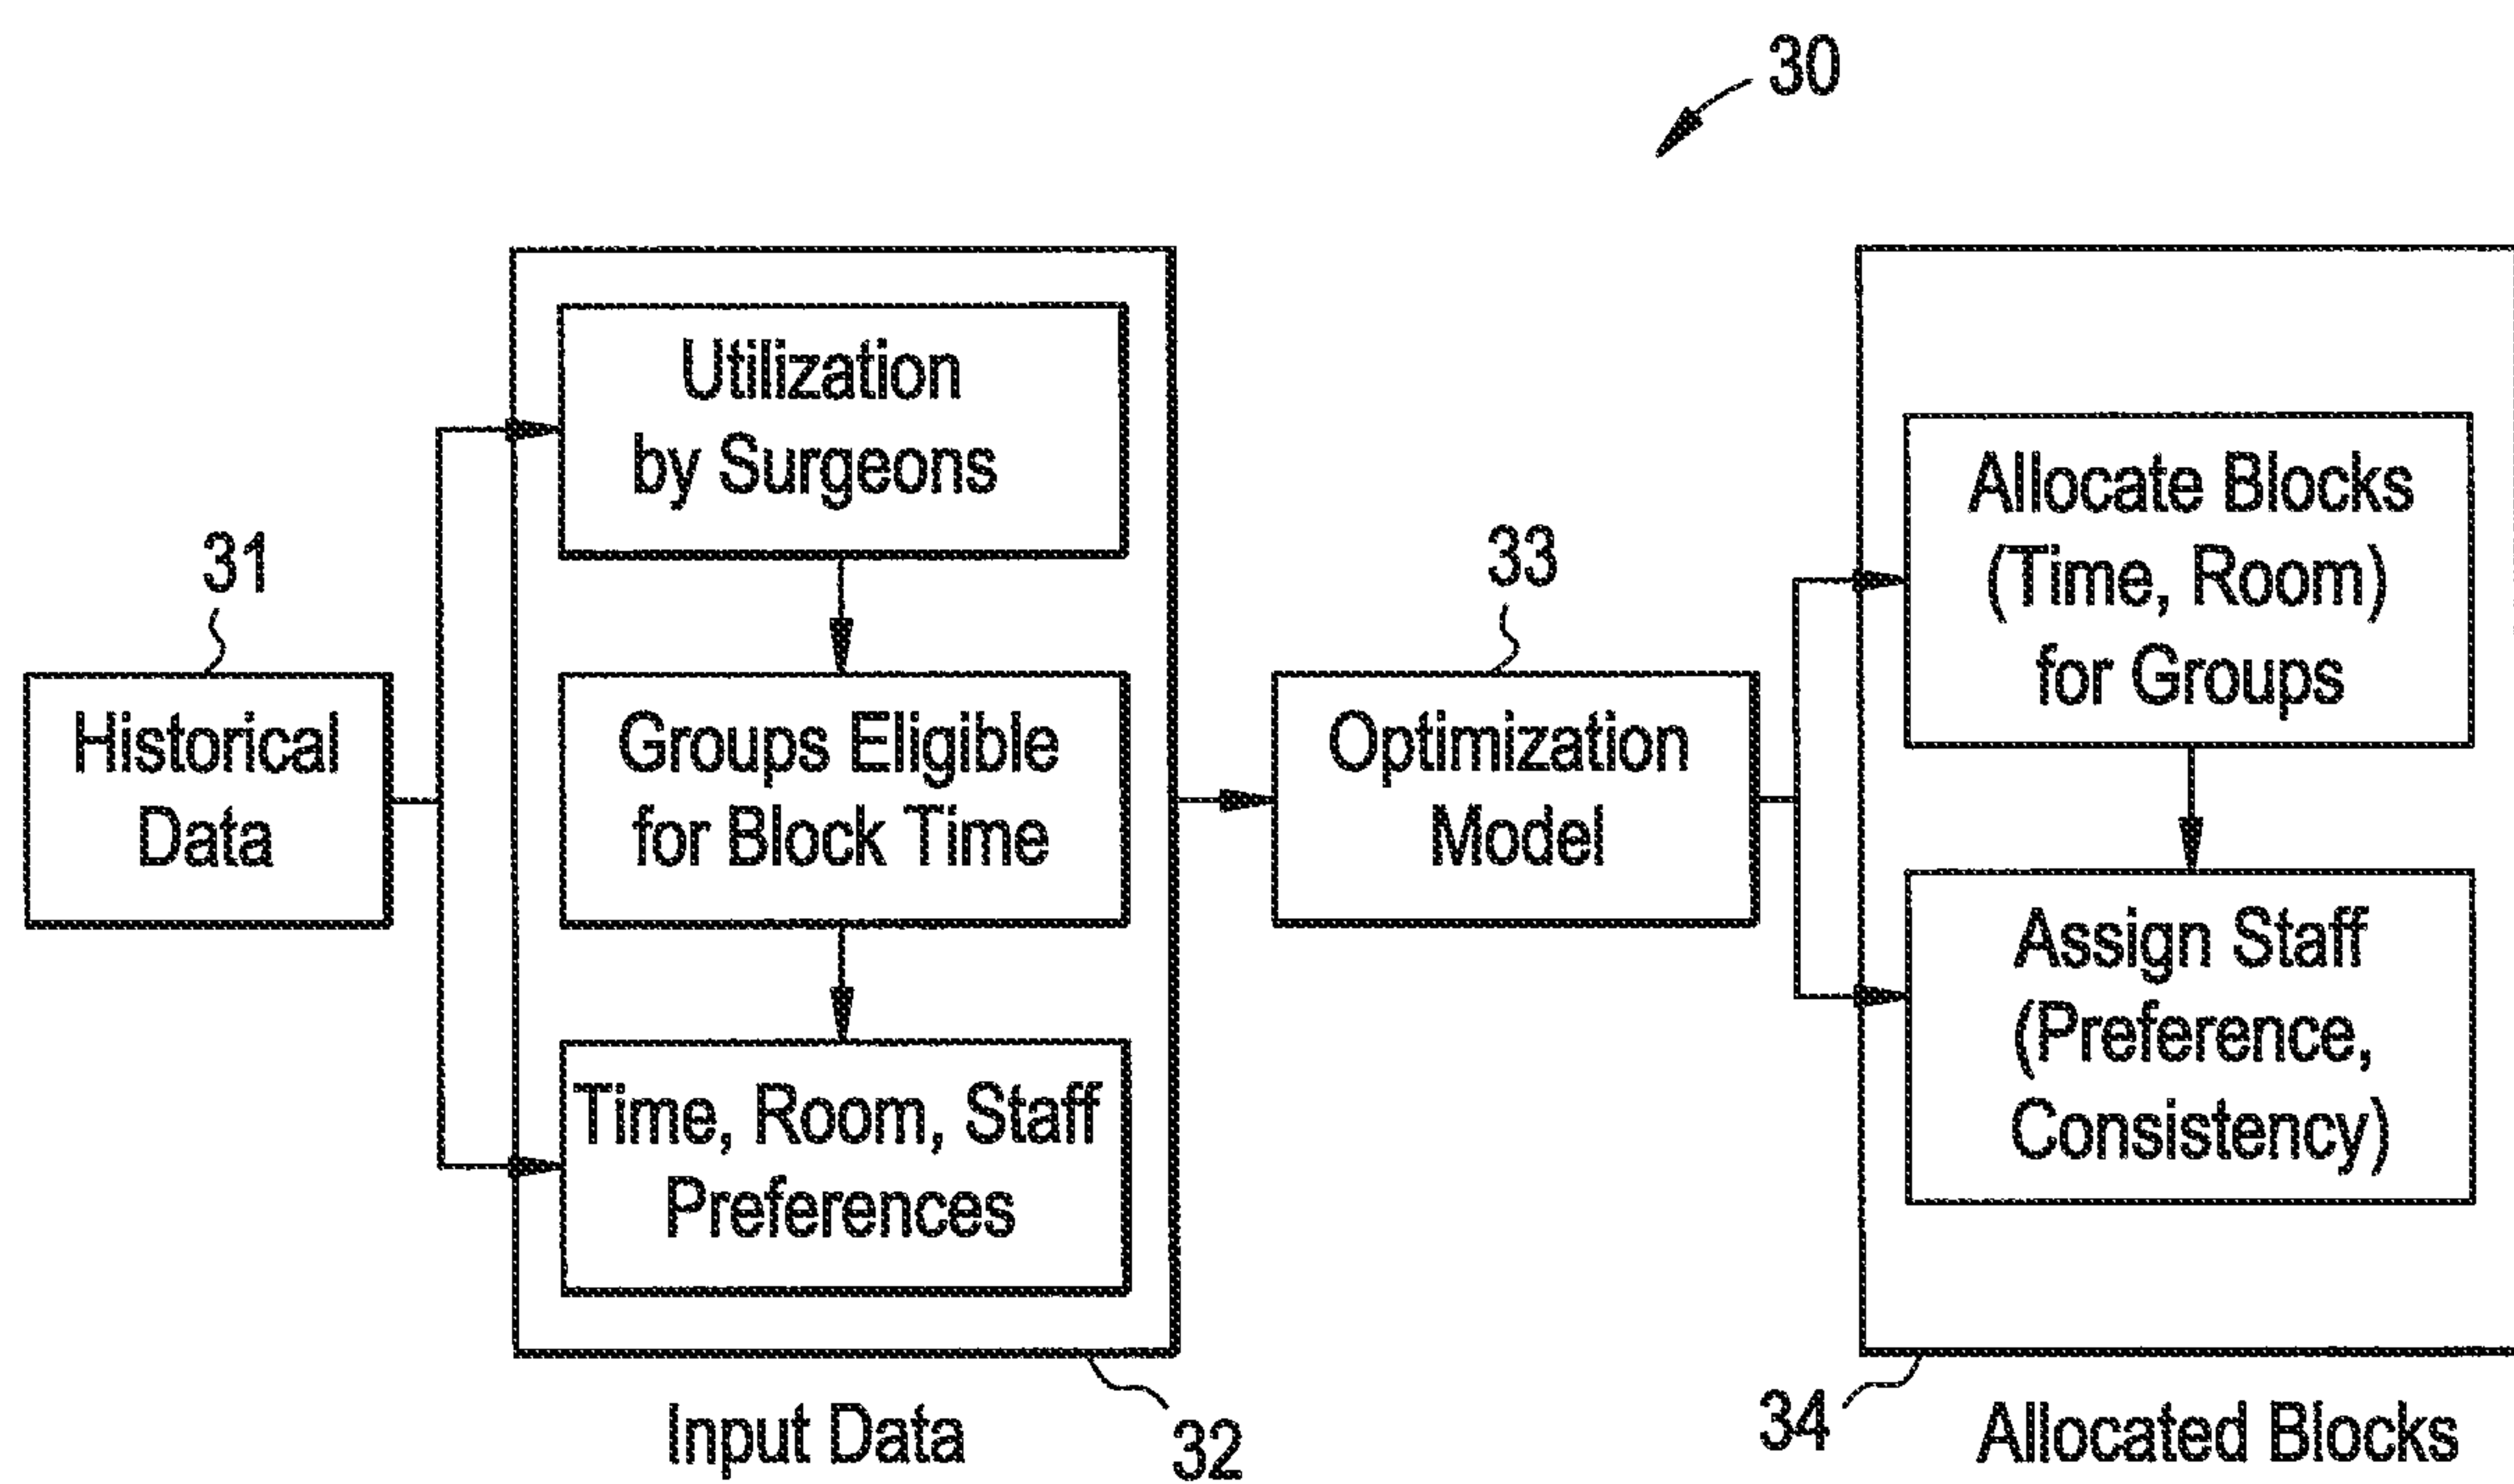 30
31
Historical
Data
Utilization
by Surgeons
Groups Eligible
for Block Time
Time, Room, Staff
Preferences
Input Data
32
33
Optimization
Model
Allocate Blocks
(Time, Room)
for Groups
Assign Staff
(Preference,
Consistency)
34
Allocated Blocks